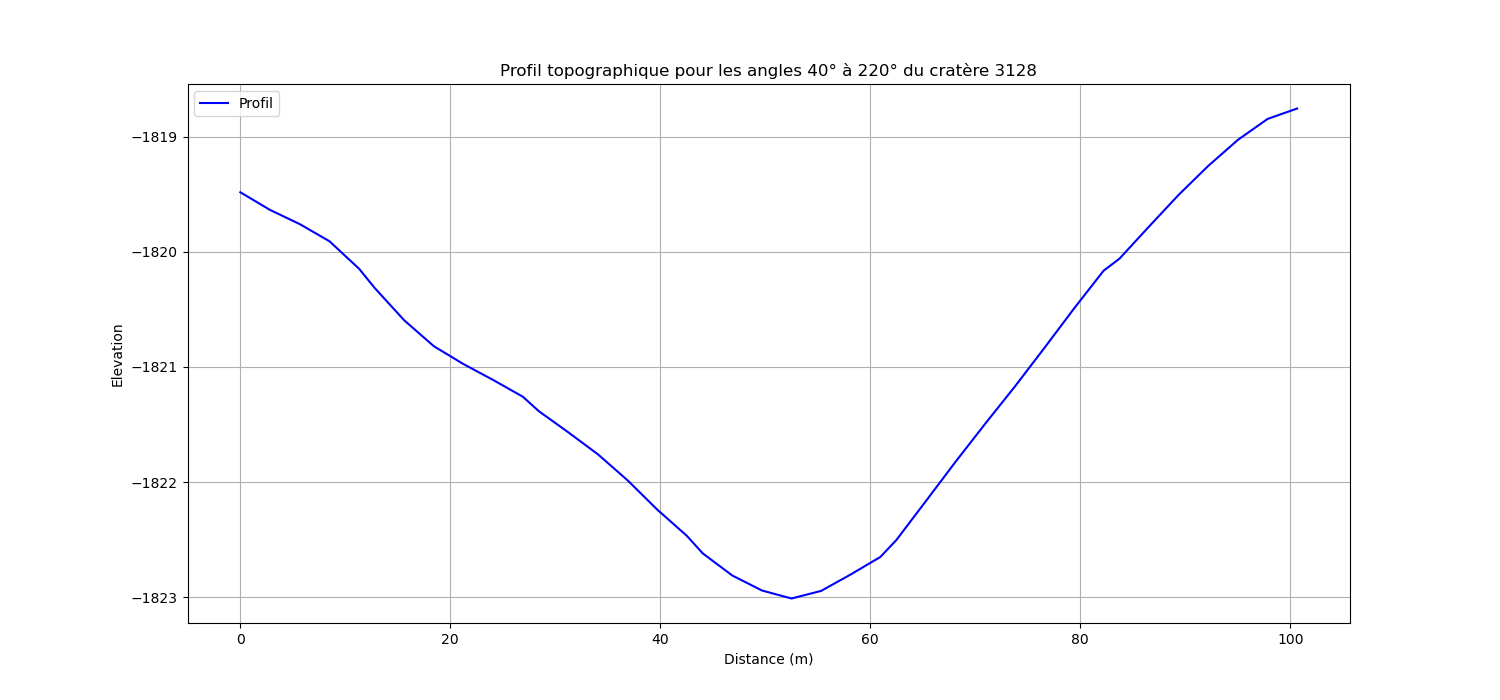 Profil topographique pour les angles 40° à 220° du cratère 3128
Profil
−1819
−1820
−1821
−1822
−1823
Elevation
0 20 40 60 80 100
Distance (m)